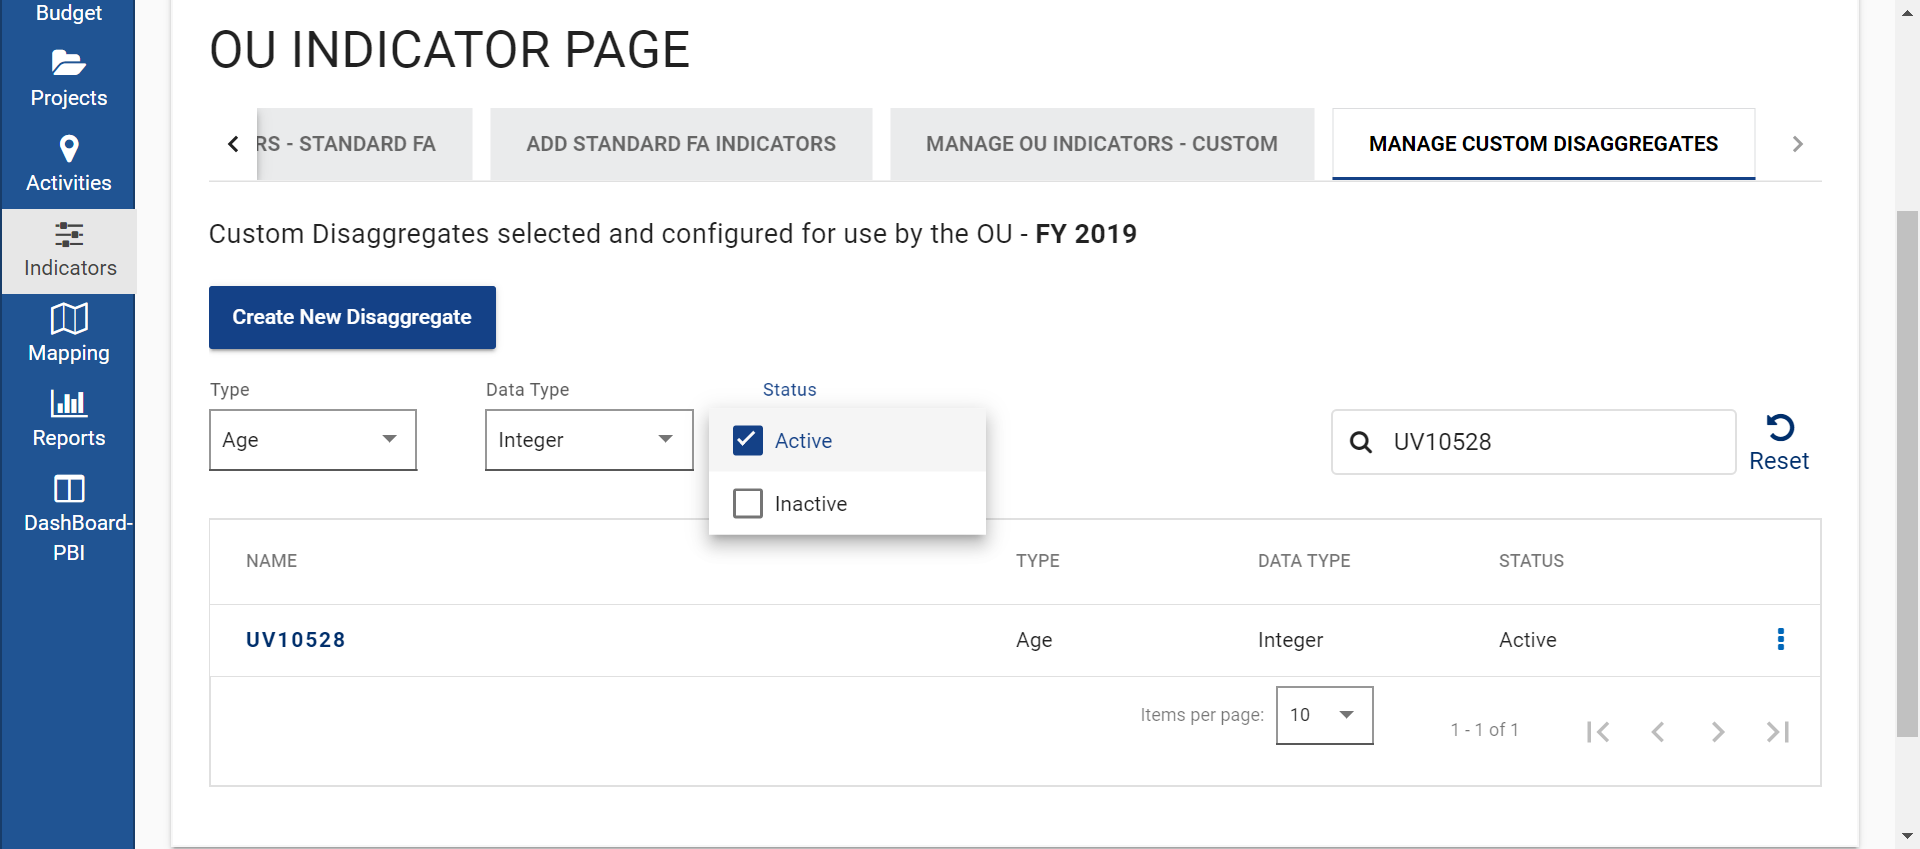 Budget
Projects
Activities
Indicators
Mapping
Reports
DashBoard-
PBI
OU INDICATOR PAGE
RS - STANDARD FA
ADD STANDARD FA INDICATORS
MANAGE OU INDICATORS - CUSTOM
MANAGE CUSTOM DISAGGREGATES
Custom Disaggregates selected and configured for use by the OU - FY 2019
Create New Disaggregate
Type
Data Type
Status
Age
Integer
Active
Inactive
UV10528
Reset
NAME TYPE DATA TYPE STATUS
UV10528 Age Integer Active
Items per page: 10 1 - 1 of 1